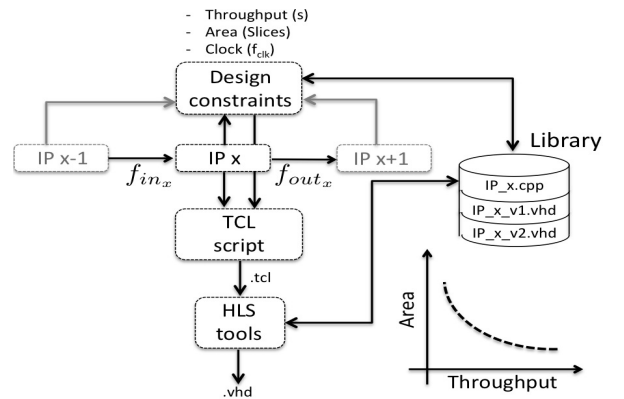 - Throughput (s)
- Area (Slices)
- Clock (fclk)
Design
constraints
Library
IP x-1
IP x
IP x+1
finx
foutx
IP_x.cpp
IP_x_v1.vhd
IP_x_v2.vhd
TCL
script
.tcl
HLS
tools
.vhd
Area
Throughput